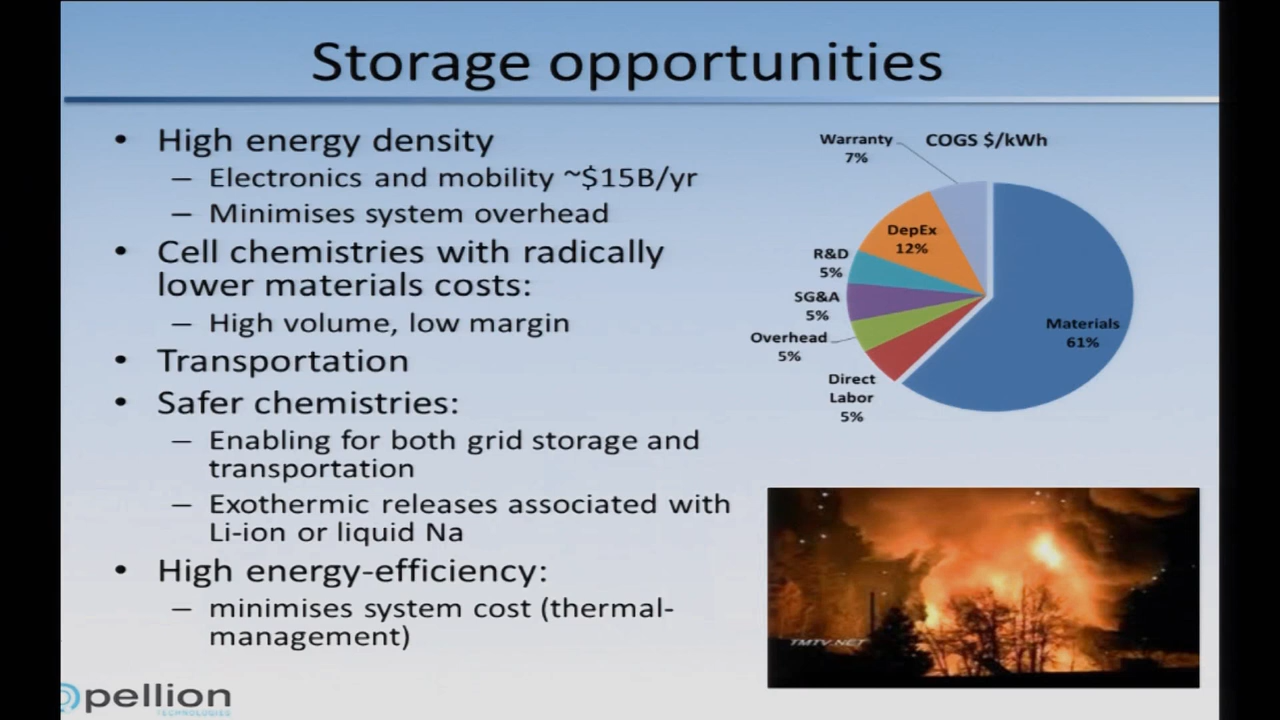 Storage opportunities
• High energy density
– Electronics and mobility ~$15B/yr
– Minimises system overhead
• Cell chemistries with radically
lower materials costs:
– High volume, low margin
• Transportation
• Safer chemistries:
– Enabling for both grid storage and
transportation
– Exothermic releases associated with
Li-ion or liquid Na
• High energy-efficiency:
– minimises system cost (thermal-
management)
COGS $/kWh
Warranty
7%
DepEx
12%
R&D
5%
SG&A
5%
Overhead
5%
Direct
Labor
5%
Materials
61%
TMTV.NET
pellion
TECHNOLOGIES